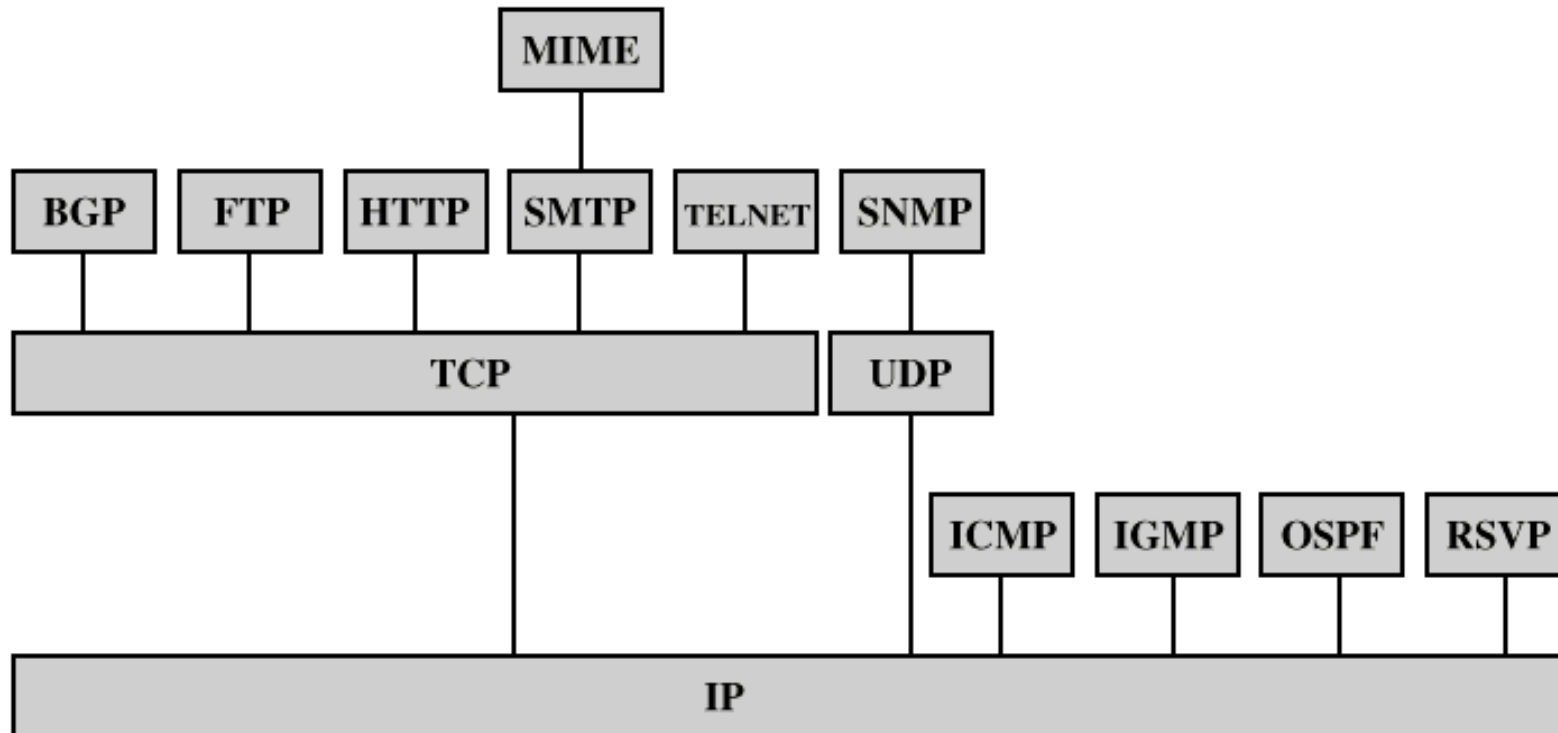 MIME
BGP FTP HTTP SMTP TELNET SNMP
TCP UDP
ICMP IGMP OSPF RSVP
IP